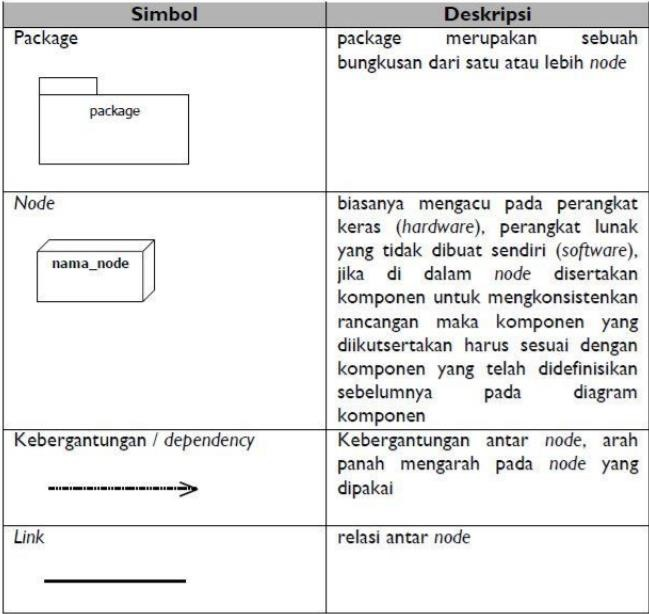 Simbol
Deskripsi
Package
package
package merupakan sebuah
bungkusan dari satu atau lebih node
Node
nama_node
biasanya mengacu pada perangkat
keras (hardware), perangkat lunak
yang tidak dibuat sendiri (software),
jika di dalam node disertakan
komponen untuk mengkonsistenkan
rancangan maka komponen yang
diikutsertakan harus sesuai dengan
komponen yang telah didefinisikan
sebelumnya pada diagram
komponen
Kebergantungan / dependency
Kebergantungan antar node, arah
panah mengarah pada node yang
dipakai
Link
relasi antar node